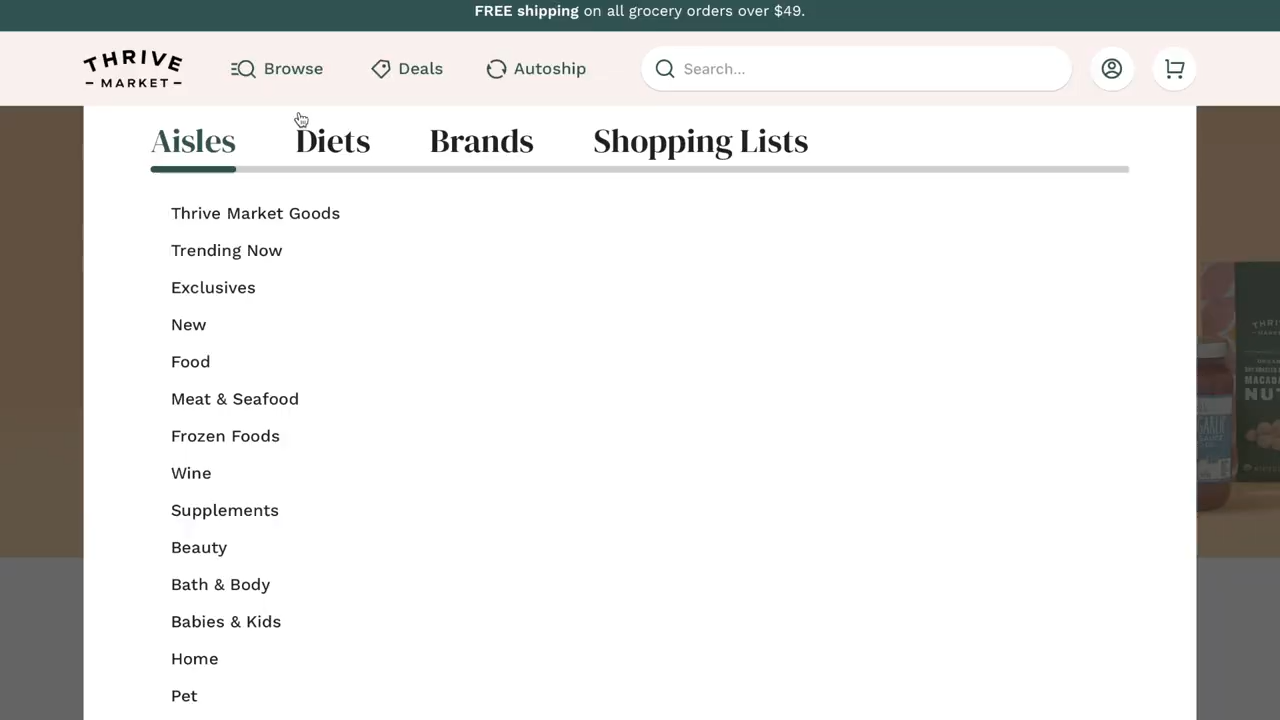 FREE shipping on all grocery orders over $49.
THRIVE
MARKET
Browse
Deals
Autoship
Search...
Aisles
Diets
Brands
Shopping Lists
Thrive Market Goods
Trending Now
Exclusives
New
Food
Meat & Seafood
Frozen Foods
Wine
Supplements
Beauty
Bath & Body
Babies & Kids
Home
Pet
GARLIC